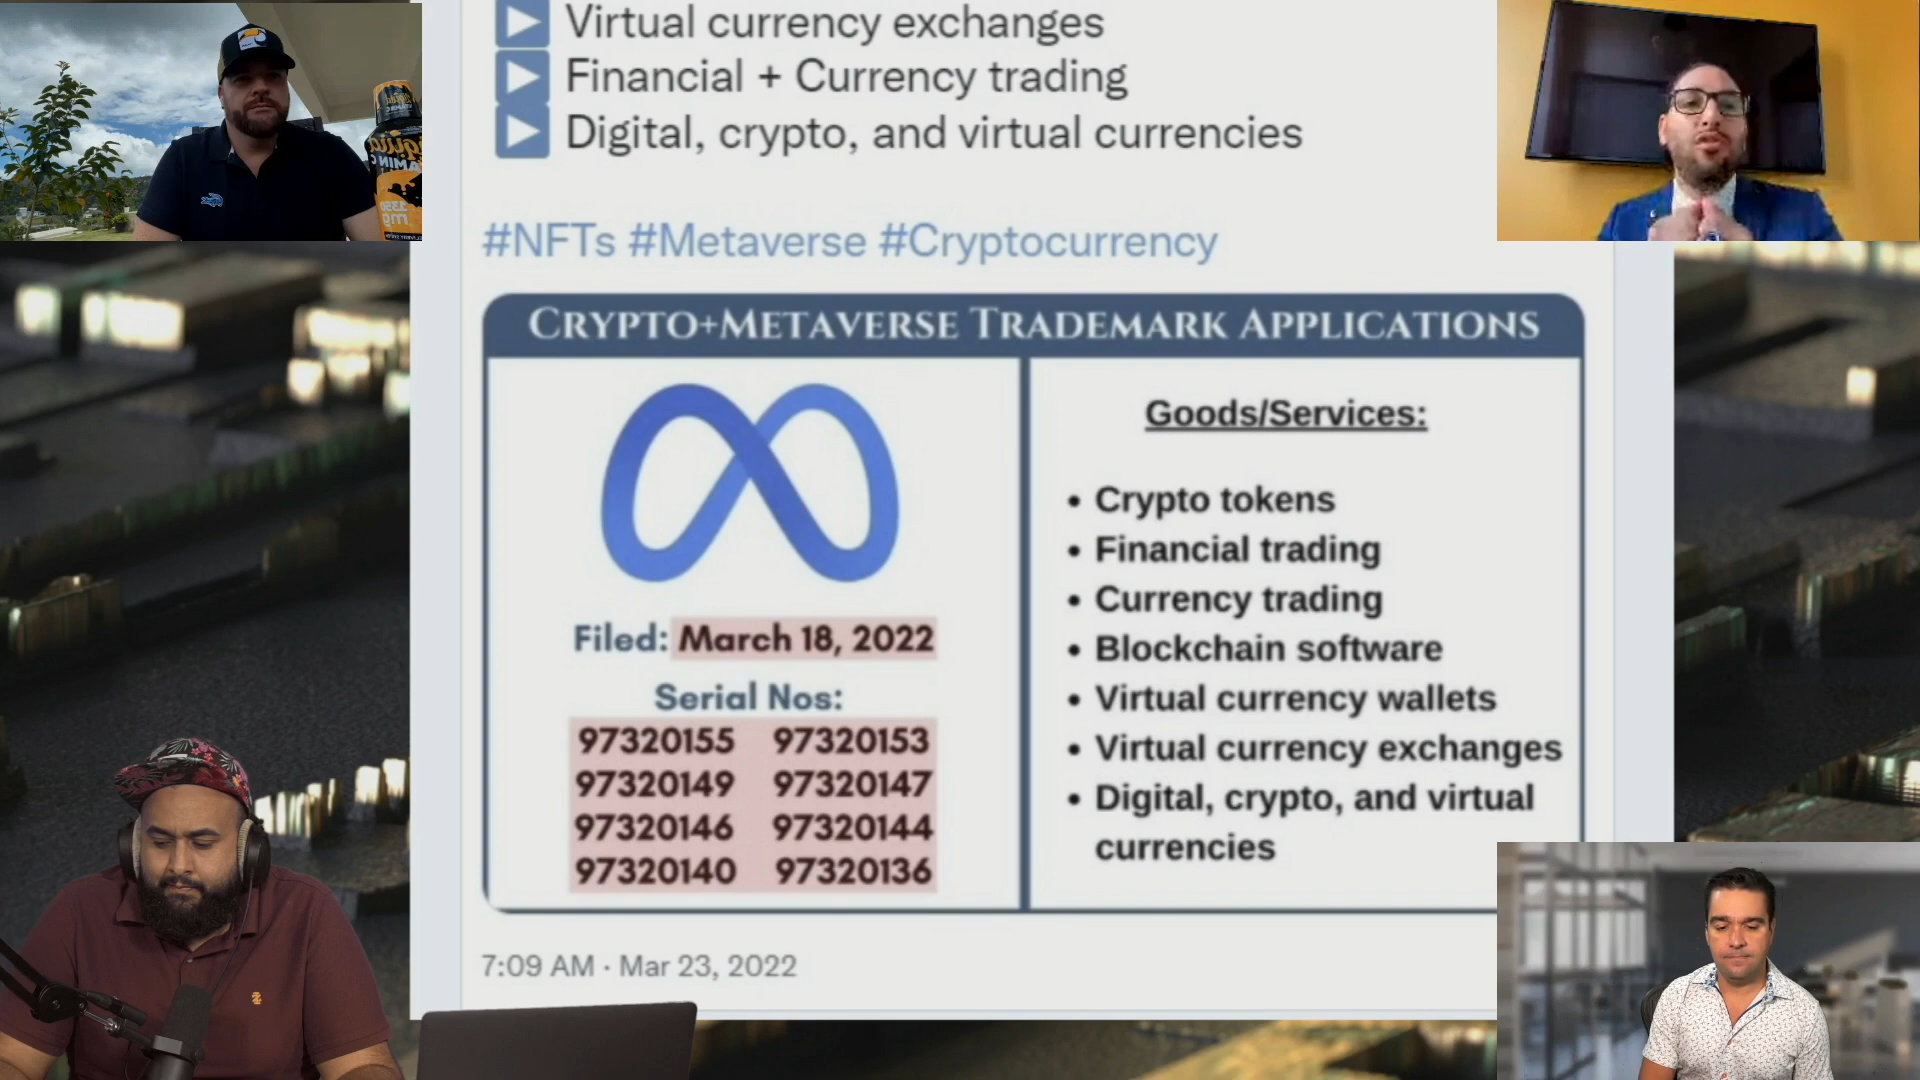 Virtual currency exchanges
Financial + Currency trading
Digital, crypto, and virtual currencies
#NFTs #Metaverse #Cryptocurrency
CRYPTO+METAVERSE TRADEMARK APPLICATIONS
Filed: March 18, 2022
Serial Nos:
97320155 97320153
97320149 97320147
97320146 97320144
97320140 97320136
Goods/Services:
• Crypto tokens
• Financial trading
• Currency trading
• Blockchain software
• Virtual currency wallets
• Virtual currency exchanges
• Digital, crypto, and virtual
currencies
7:09 AM · Mar 23, 2022